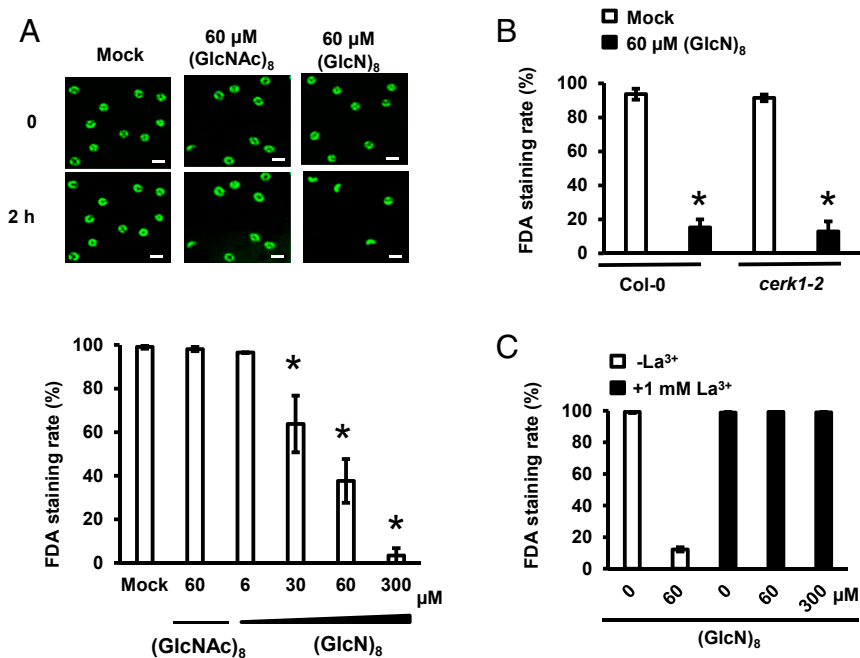 A
Mock
60 µM
(GlcNAc)₈
60 µM
(GlcN)₈
0
2 h
FDA staining rate (%)
100
80
60
40
20
0
*
*
*
Mock
60
6
30
60
300
µM
(GlcNAc)₈
(GlcN)₈
B
Mock
60 µM (GlcN)₈
FDA staining rate (%)
100
80
60
40
20
0
*
*
Col-0
cerk1-2
C
-La³⁺
+1 mM La³⁺
FDA staining rate (%)
100
80
60
40
20
0
0
60
0
60
300
µM
(GlcN)₈